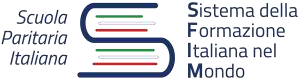 Scuola
Paritaria
Italiana
Sistema della
Formazione
Italiana nel
Mondo